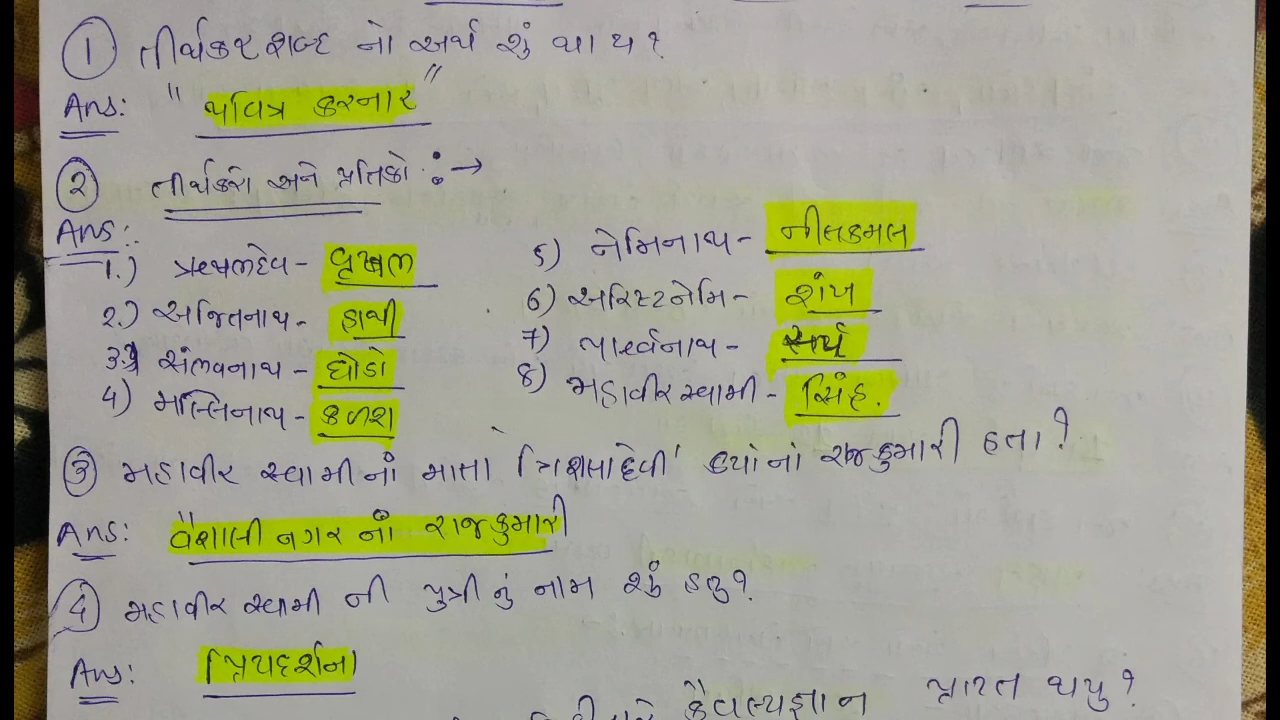 ① તીર્થકર શબ્દ નો અર્થ શું થાય?
Ans: "પવિત્ર કરનાર"
② તીર્થકરો અને પ્રતિકો :→
Ans:
1.) ઋષભદેવ - વૃષભ
2.) અજિતનાથ - હાથી
3.) સંભવનાથ - ઘોડો
4) મલ્લિનાથ - કળશ
5) નેમિનાથ - નીલકમલ
6) અરિષ્ટનેમિ - શંખ
7) પાર્શ્વનાથ - સર્પ
8) મહાવીર સ્વામી - સિંહ.
③ મહાવીર સ્વામીનાં માતા ત્રિશલાદેવી ક્યાંનાં રાજકુમારી હતા?
Ans: વૈશાલી નગર નાં રાજકુમારી
④ મહાવીર સ્વામી ની પુત્રીનું નામ શું હતુ?
Ans: પ્રિયદર્શના
કૈવલ્યજ્ઞાન પ્રાપ્ત થયુ?